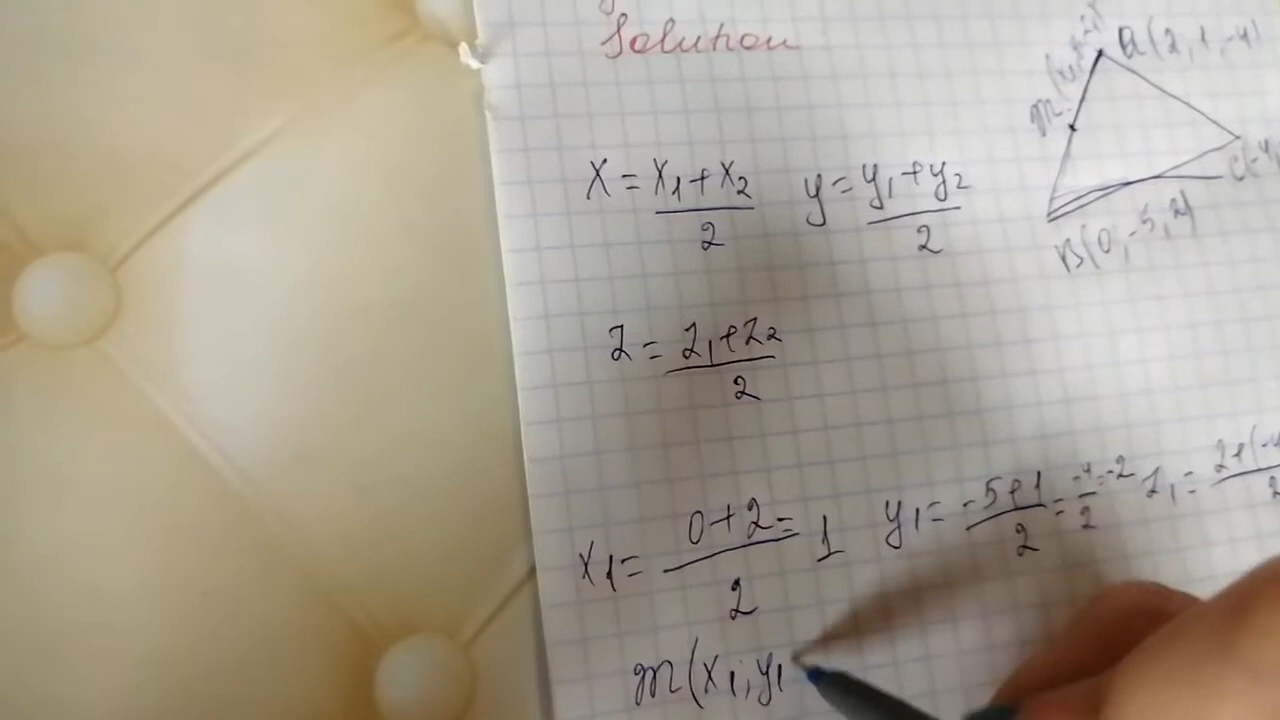 Solution
A(2, 1, -4)
B(0, -5, 2)
x = x₁+x₂/2 y = y₁+y₂/2
z = z₁+z₂/2
x₁ = 0+2/2 = 1 y₁ = -5+1/2 = -4/2 = -2 z₁ =
M(x₁; y₁